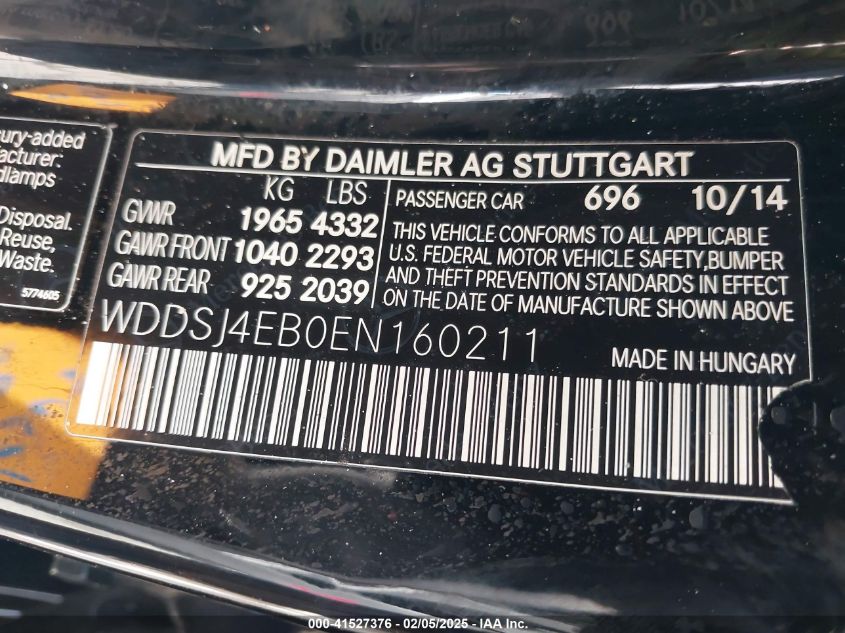 ury-added
facturer:
dlamps
Disposal.
Reuse,
Waste.
5774605
MFD BY DAIMLER AG STUTTGART
KG LBS
GVWR 1965 4332
GAWR FRONT 1040 2293
GAWR REAR 925 2039
PASSENGER CAR 696 10/14
THIS VEHICLE CONFORMS TO ALL APPLICABLE
U.S. FEDERAL MOTOR VEHICLE SAFETY,BUMPER
AND THEFT PREVENTION STANDARDS IN EFFECT
ON THE DATE OF MANUFACTURE SHOWN ABOVE.
WDDSJ4EB0EN160211
MADE IN HUNGARY
000-41527376 - 02/05/2025 - IAA Inc.